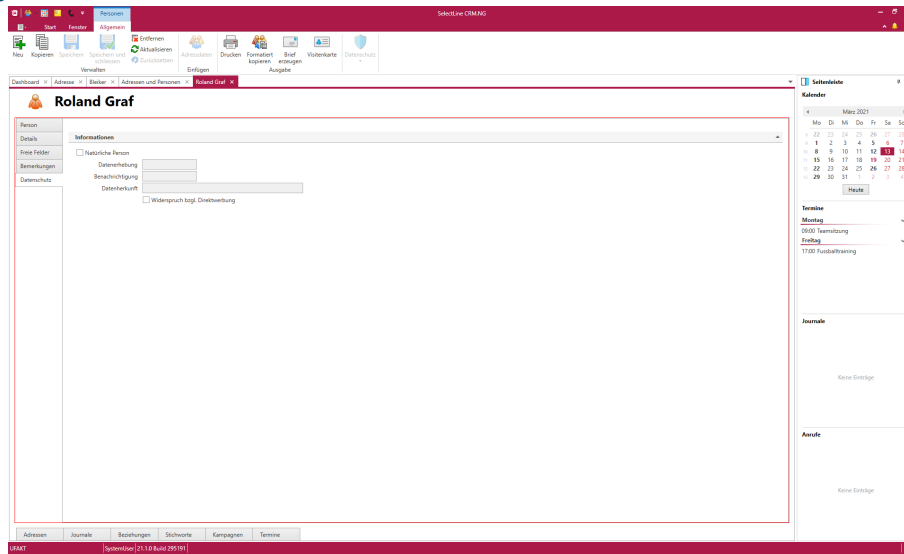 Personen
SelectLine CRM.NG
Start Fenster Allgemein
Neu Kopieren Speichern Speichern und schliessen Entfernen Aktualisieren Zurücksetzen Adressdaten Drucken Formatiert kopieren Brief erzeugen Visitenkarte Datenschutz
Verwalten Einfügen Ausgabe
Dashboard × Adresse × Bieker × Adressen und Personen × Roland Graf ×
Roland Graf
Person
Details
Freie Felder
Bemerkungen
Datenschutz
Informationen
Natürliche Person
Datenerhebung
Benachrichtigung
Datenherkunft
Widerspruch bzgl. Direktwerbung
Adressen Journale Beziehungen Stichworte Kampagnen Termine
UFAKT SystemUser 21.1.0 Build 295191
Seitenleiste
Kalender
März 2021
Mo Di Mi Do Fr Sa So
22 23 24 25 26 27 28
1 2 3 4 5 6 7
8 9 10 11 12 13 14
15 16 17 18 19 20 21
22 23 24 25 26 27 28
29 30 31 1 2 3 4
Heute
Termine
Montag
09:00 Teamsitzung
Freitag
17:00 Fussballtraining
Journale
Keine Einträge
Anrufe
Keine Einträge